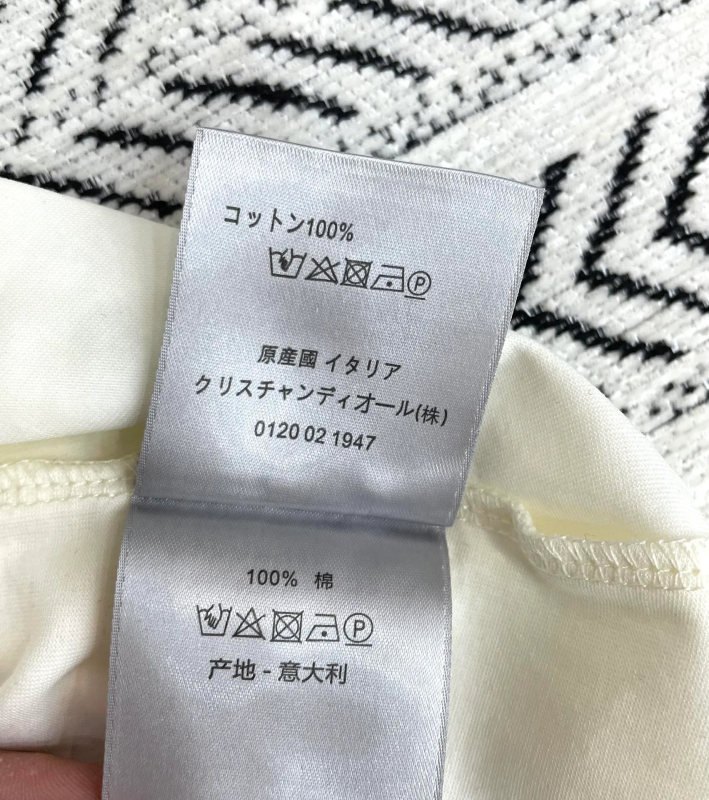 コットン100%
P
原産國 イタリア
クリスチャンディオール(株)
0120 02 1947
100% 棉
P
产地 - 意大利